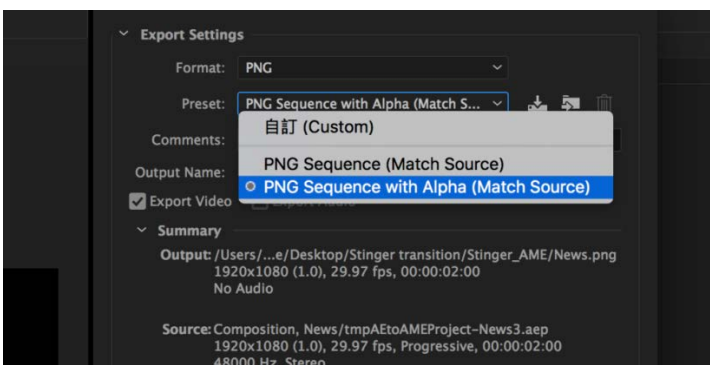 Export Settings
Format: PNG
Preset: PNG Sequence with Alpha (Match S...
自訂 (Custom)
Comments:
PNG Sequence (Match Source)
Output Name:
PNG Sequence with Alpha (Match Source)
Export Video Export Audio
Summary
Output: /Users/...e/Desktop/Stinger transition/Stinger_AME/News.png
1920x1080 (1.0), 29.97 fps, 00:00:02:00
No Audio
Source: Composition, News/tmpAEtoAMEProject-News3.aep
1920x1080 (1.0), 29.97 fps, Progressive, 00:00:02:00
48000 Hz, Stereo